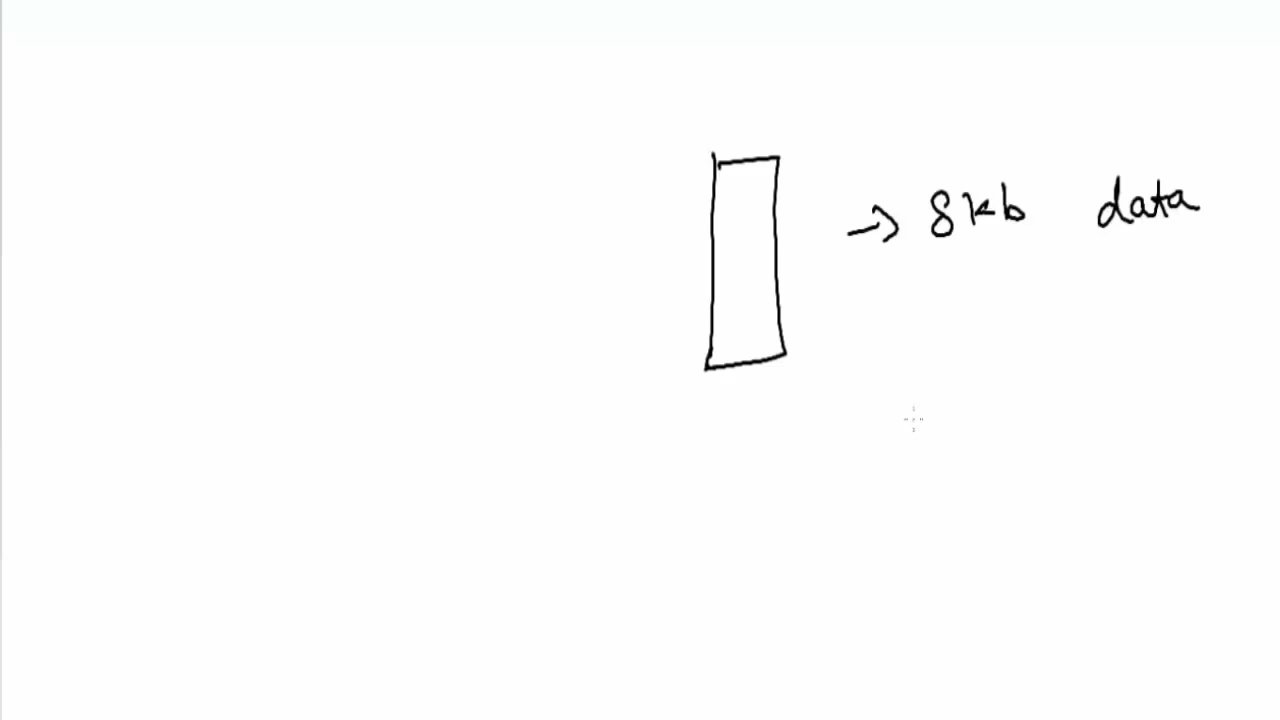 → 8kb data